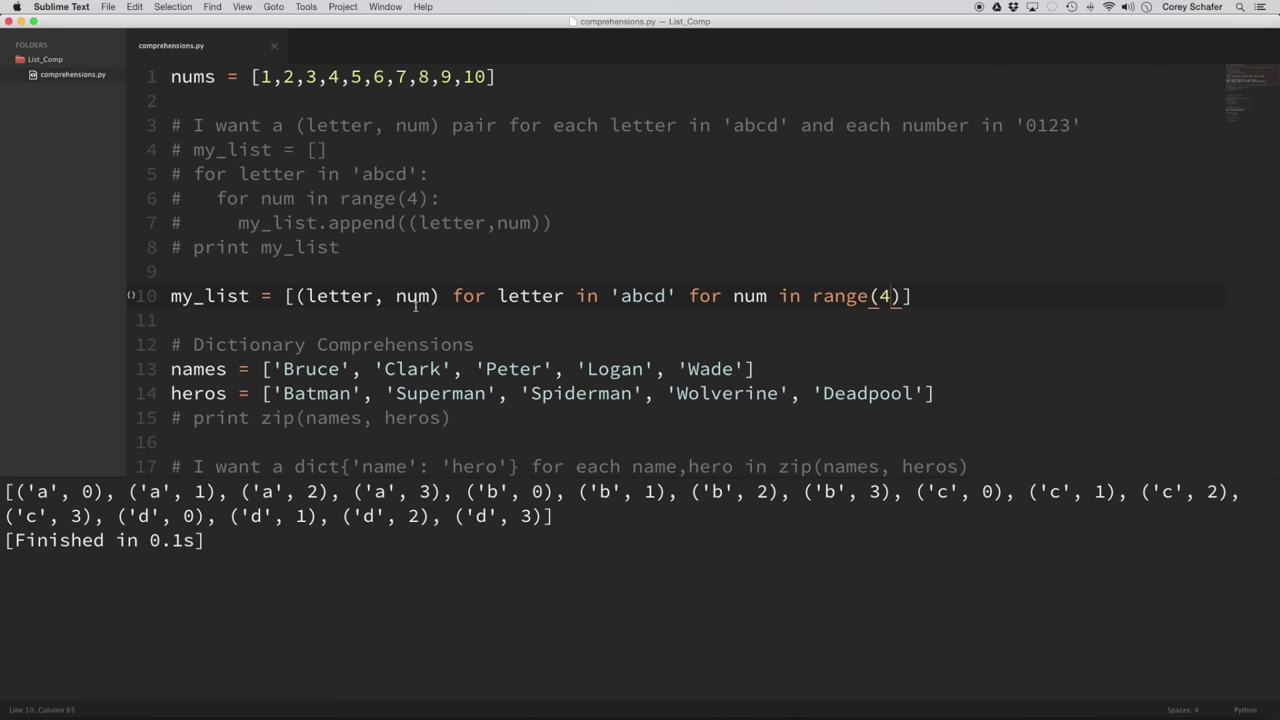 Sublime Text File Edit Selection Find View Goto Tools Project Window Help Corey Schafer
comprehensions.py — List_Comp
FOLDERS
List_Comp
comprehensions.py
comprehensions.py
1 nums = [1,2,3,4,5,6,7,8,9,10]
2
3 # I want a (letter, num) pair for each letter in 'abcd' and each number in '0123'
4 # my_list = []
5 # for letter in 'abcd':
6 #   for num in range(4):
7 #     my_list.append((letter,num))
8 # print my_list
9
10 my_list = [(letter, num) for letter in 'abcd' for num in range(4)]
11
12 # Dictionary Comprehensions
13 names = ['Bruce', 'Clark', 'Peter', 'Logan', 'Wade']
14 heros = ['Batman', 'Superman', 'Spiderman', 'Wolverine', 'Deadpool']
15 # print zip(names, heros)
16
17 # I want a dict{'name': 'hero'} for each name,hero in zip(names, heros)
[('a', 0), ('a', 1), ('a', 2), ('a', 3), ('b', 0), ('b', 1), ('b', 2), ('b', 3), ('c', 0), ('c', 1), ('c', 2),
('c', 3), ('d', 0), ('d', 1), ('d', 2), ('d', 3)]
[Finished in 0.1s]
Line 10, Column 65 Spaces: 4 Python